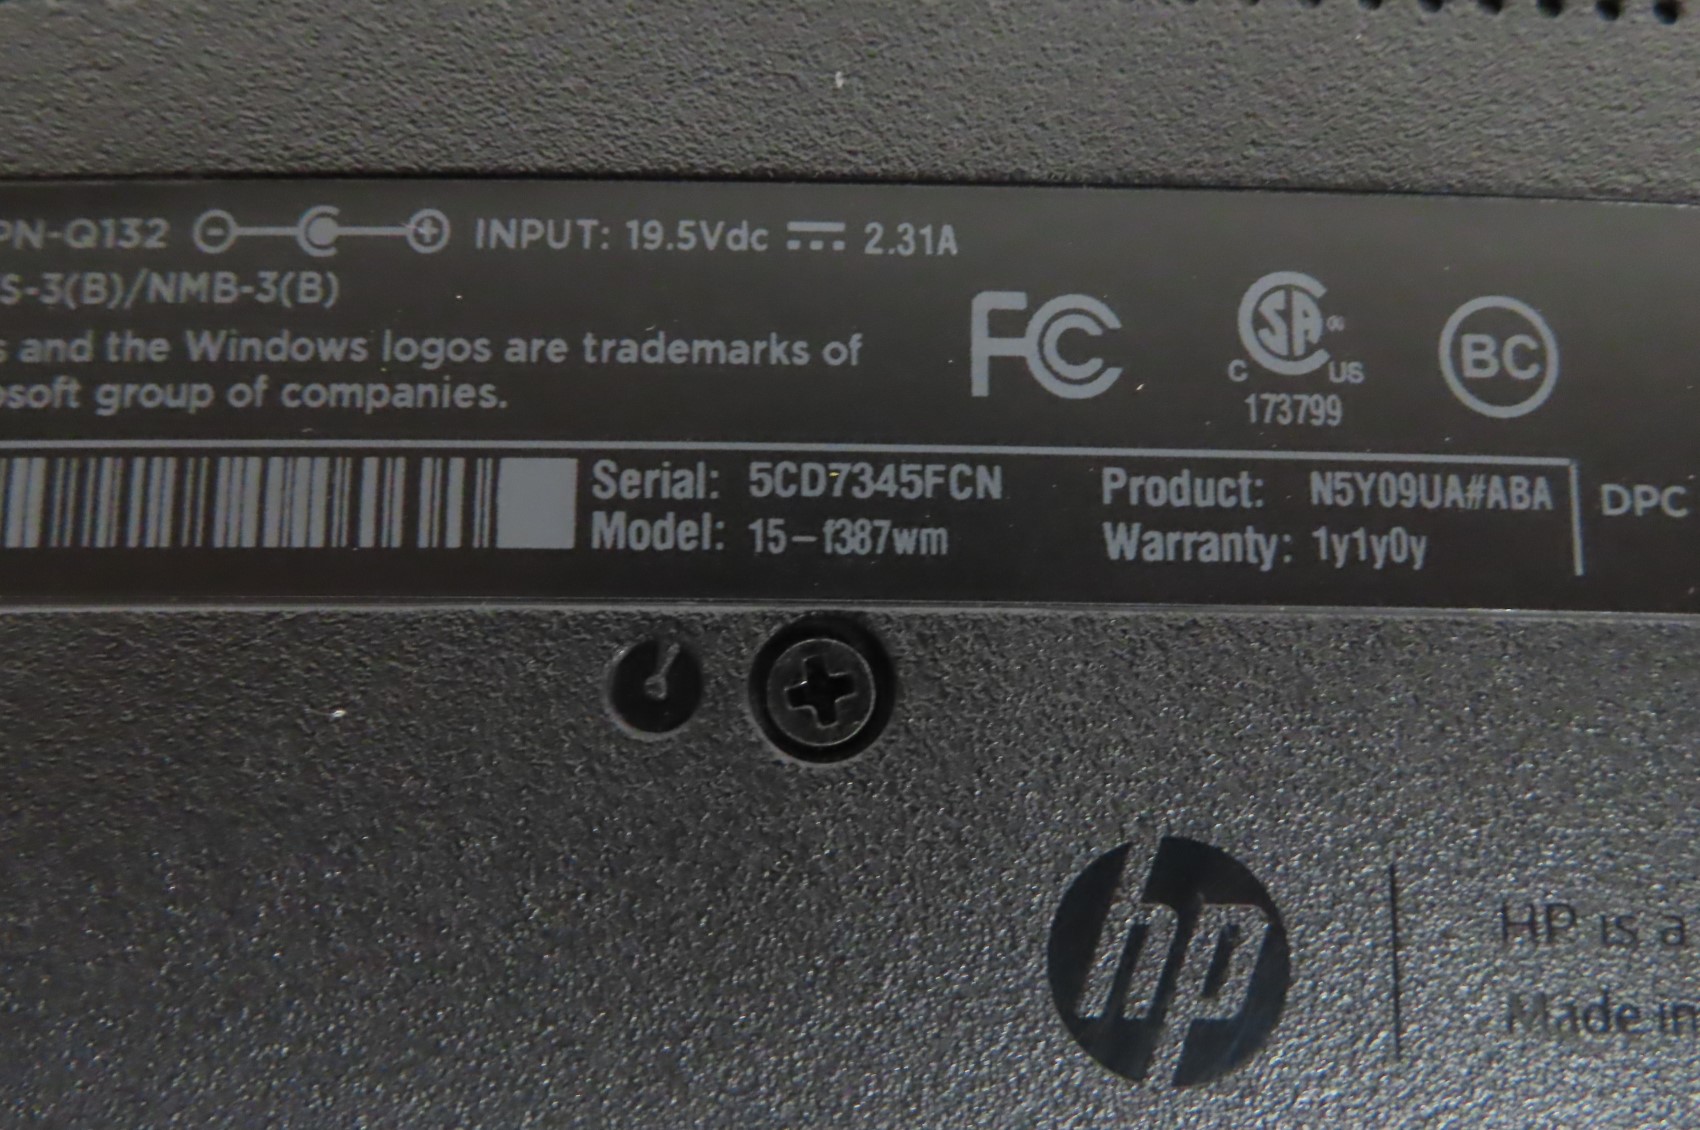 PN-Q132 INPUT: 19.5Vdc 2.31A
S-3(B)/NMB-3(B)
s and the Windows logos are trademarks of
osoft group of companies.
FC
C SA US
173799
BC
Serial: 5CD7345FCN
Model: 15-f387wm
Product: N5Y09UA#ABA
Warranty: 1y1y0y
DPC
hp
HP is a
Made in